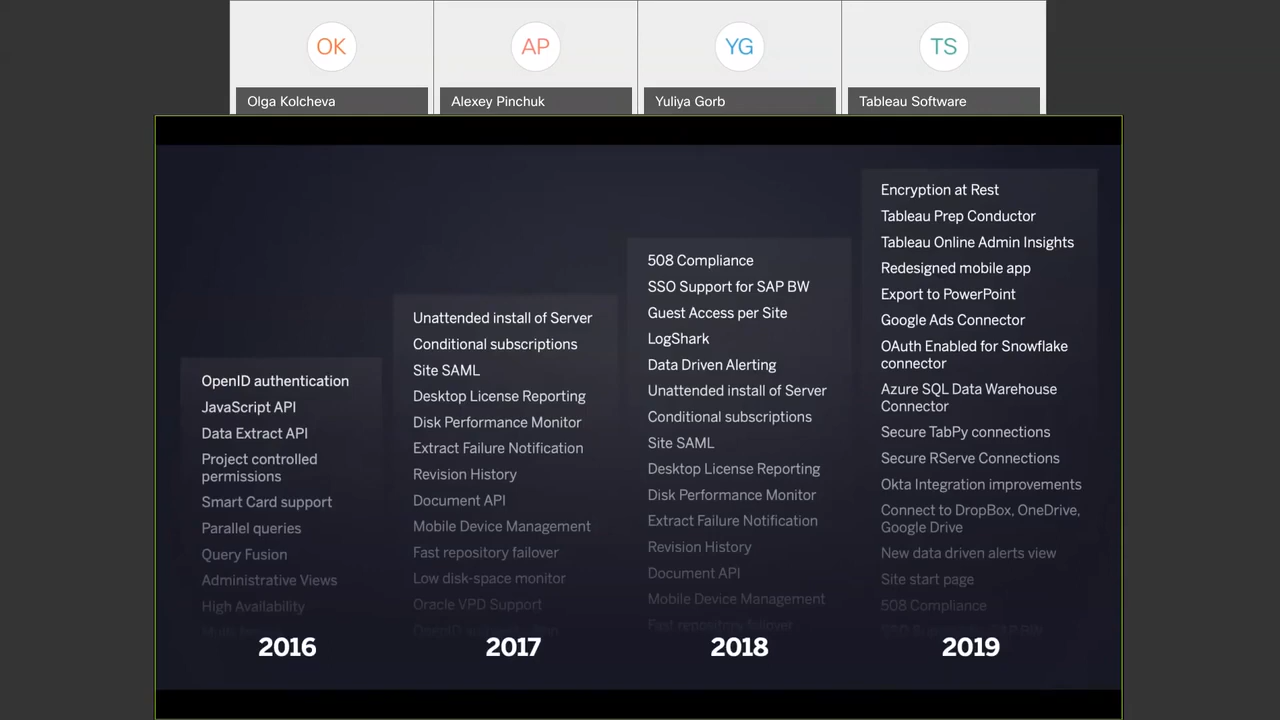 OK
AP
YG
TS
Olga Kolcheva
Alexey Pinchuk
Yuliya Gorb
Tableau Software
OpenID authentication
JavaScript API
Data Extract API
Project controlled
permissions
Smart Card support
Parallel queries
Query Fusion
Administrative Views
High Availability
2016
Unattended install of Server
Conditional subscriptions
Site SAML
Desktop License Reporting
Disk Performance Monitor
Extract Failure Notification
Revision History
Document API
Mobile Device Management
Fast repository failover
Low disk-space monitor
Oracle VPD Support
OpenID
2017
508 Compliance
SSO Support for SAP BW
Guest Access per Site
LogShark
Data Driven Alerting
Unattended install of Server
Conditional subscriptions
Site SAML
Desktop License Reporting
Disk Performance Monitor
Extract Failure Notification
Revision History
Document API
Mobile Device Management
Fast repository failover
2018
Encryption at Rest
Tableau Prep Conductor
Tableau Online Admin Insights
Redesigned mobile app
Export to PowerPoint
Google Ads Connector
OAuth Enabled for Snowflake
connector
Azure SQL Data Warehouse
Connector
Secure TabPy connections
Secure RServe Connections
Okta Integration improvements
Connect to DropBox, OneDrive,
Google Drive
New data driven alerts view
Site start page
508 Compliance
2019